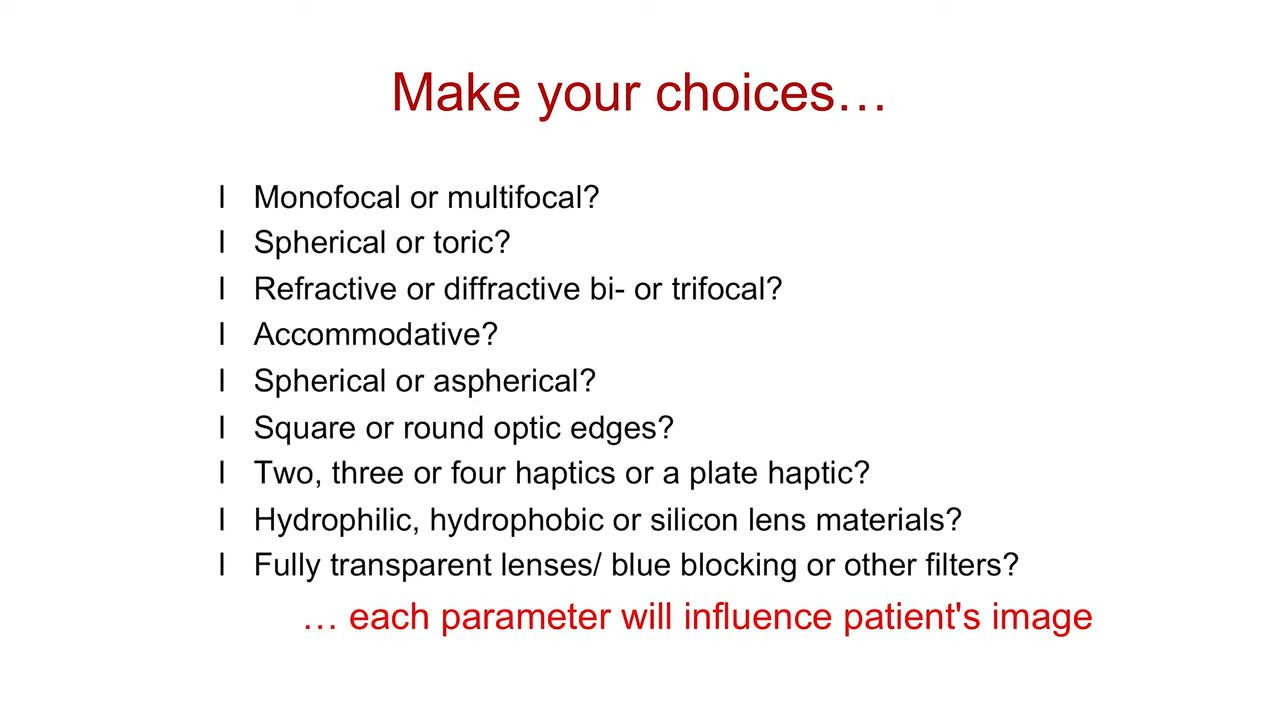 Make your choices…
l Monofocal or multifocal?
l Spherical or toric?
l Refractive or diffractive bi- or trifocal?
l Accommodative?
l Spherical or aspherical?
l Square or round optic edges?
l Two, three or four haptics or a plate haptic?
l Hydrophilic, hydrophobic or silicon lens materials?
l Fully transparent lenses/ blue blocking or other filters?
… each parameter will influence patient's image